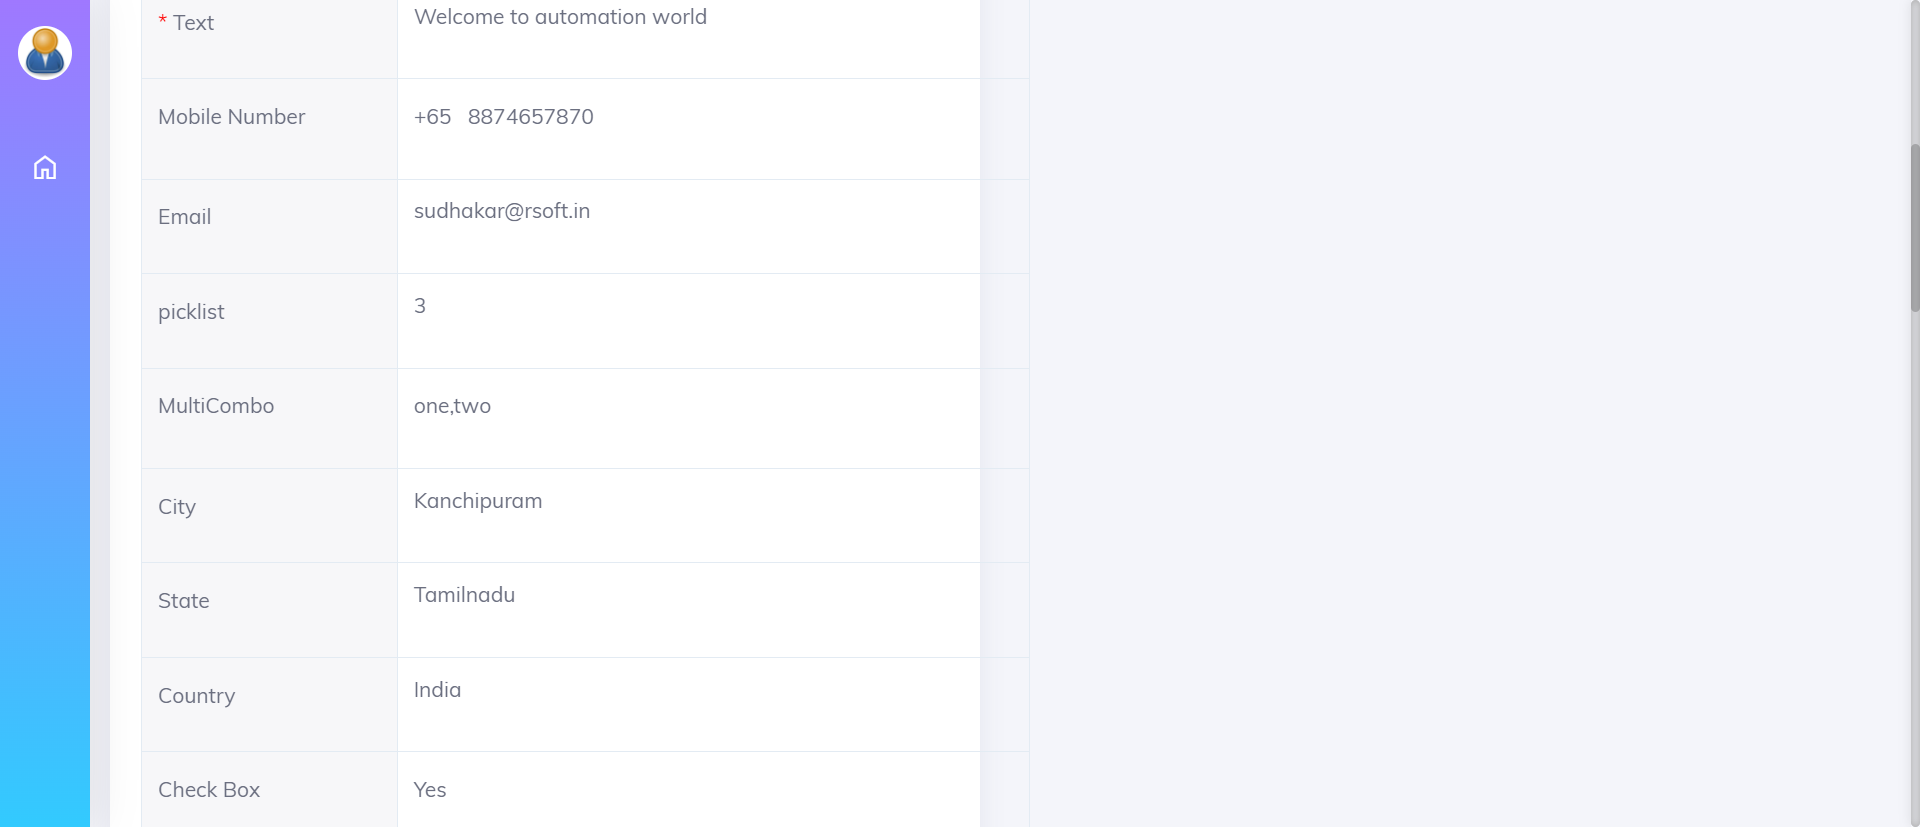 * Text Welcome to automation world
Mobile Number +65 8874657870
Email sudhakar@rsoft.in
picklist 3
MultiCombo one,two
City Kanchipuram
State Tamilnadu
Country India
Check Box Yes